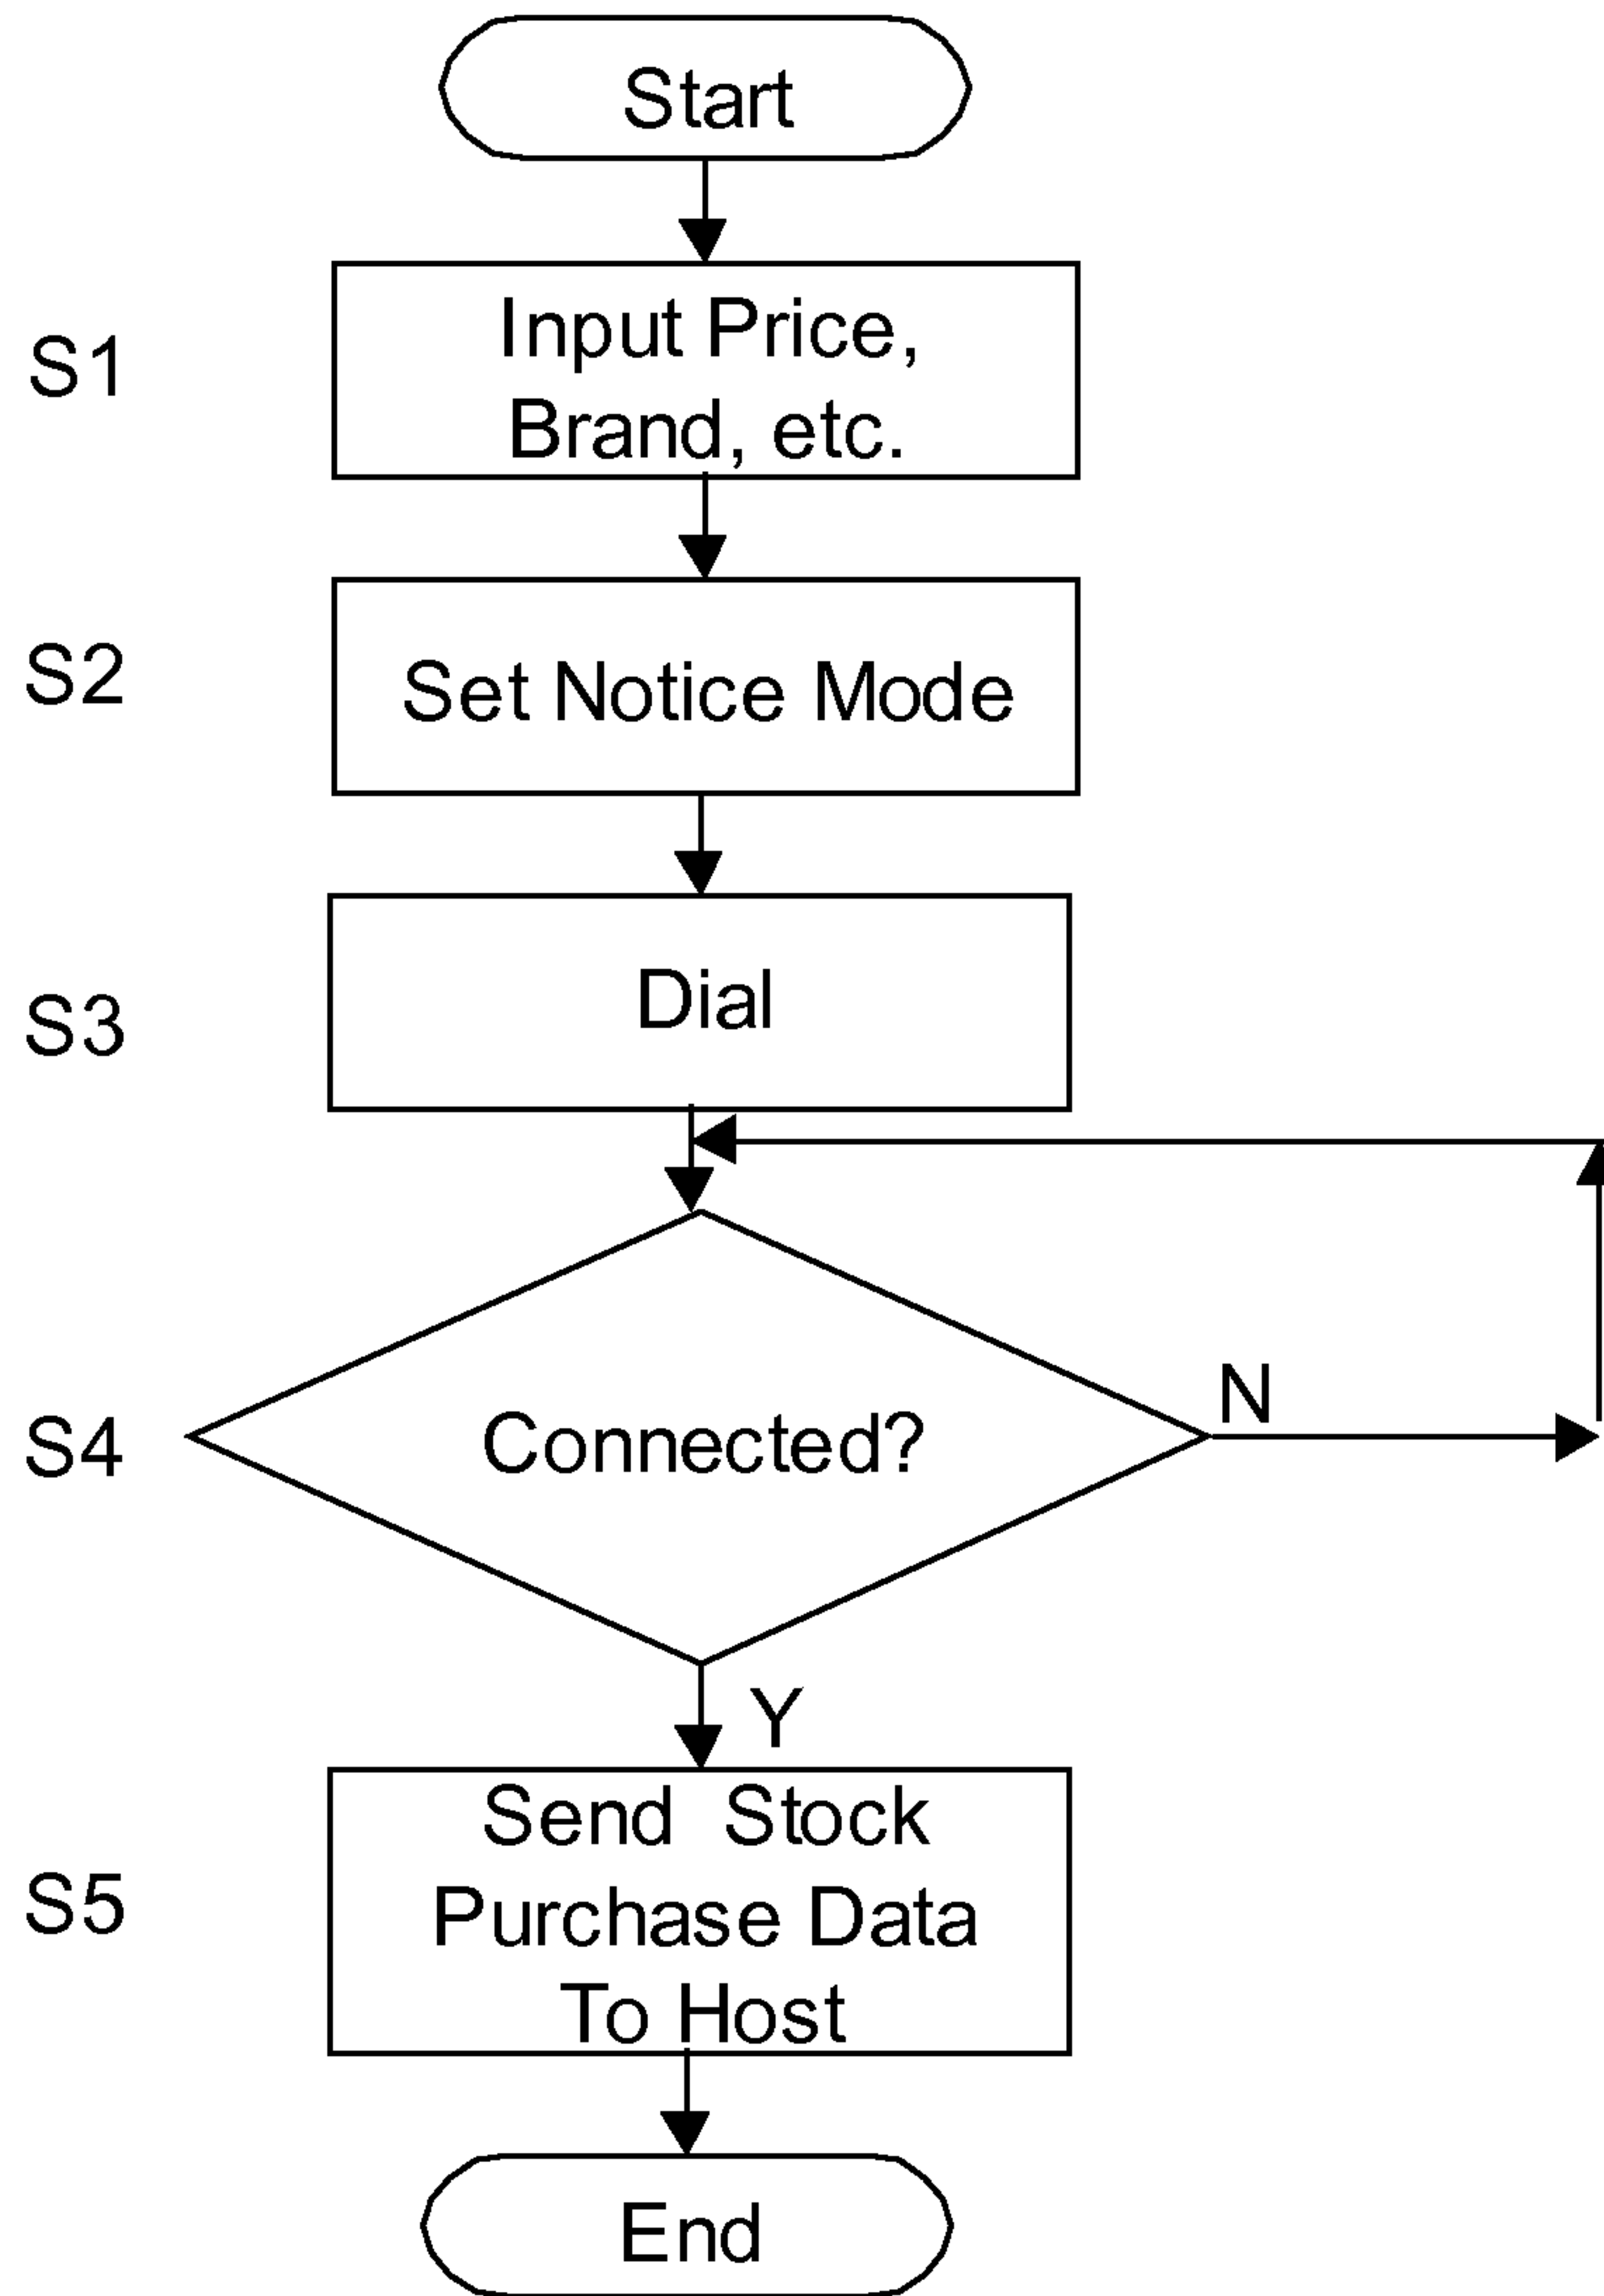 Start
S1
Input Price,
Brand, etc.
S2
Set Notice Mode
S3
Dial
S4
Connected?
N
Y
S5
Send Stock
Purchase Data
To Host
End